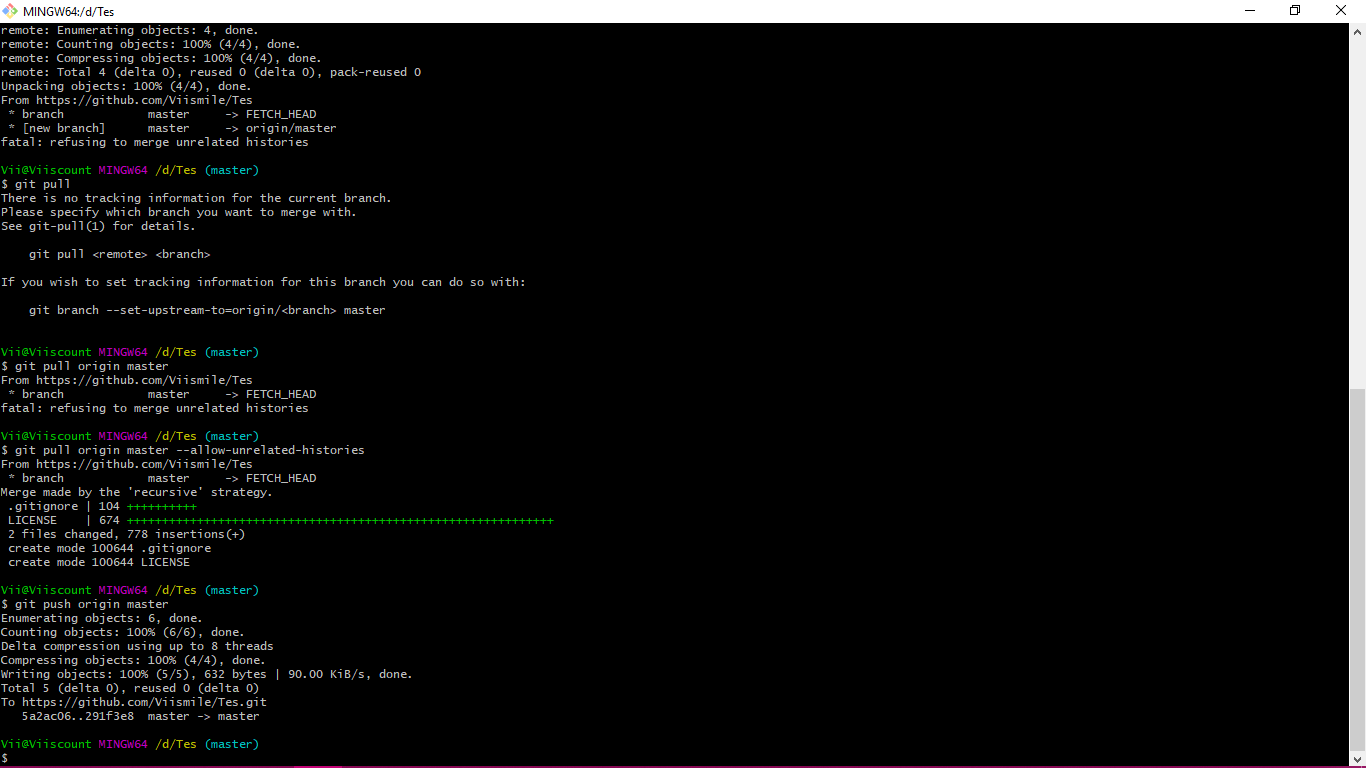 MINGW64:/d/Tes
remote: Enumerating objects: 4, done.
remote: Counting objects: 100% (4/4), done.
remote: Compressing objects: 100% (4/4), done.
remote: Total 4 (delta 0), reused 0 (delta 0), pack-reused 0
Unpacking objects: 100% (4/4), done.
From https://github.com/Viismile/Tes
 * branch            master     -> FETCH_HEAD
 * [new branch]      master     -> origin/master
fatal: refusing to merge unrelated histories
Vii@Viiscount MINGW64 /d/Tes (master)
$ git pull
There is no tracking information for the current branch.
Please specify which branch you want to merge with.
See git-pull(1) for details.
    git pull <remote> <branch>
If you wish to set tracking information for this branch you can do so with:
    git branch --set-upstream-to=origin/<branch> master
Vii@Viiscount MINGW64 /d/Tes (master)
$ git pull origin master
From https://github.com/Viismile/Tes
 * branch            master     -> FETCH_HEAD
fatal: refusing to merge unrelated histories
Vii@Viiscount MINGW64 /d/Tes (master)
$ git pull origin master --allow-unrelated-histories
From https://github.com/Viismile/Tes
 * branch            master     -> FETCH_HEAD
Merge made by the 'recursive' strategy.
 .gitignore | 104 ++++++++++
 LICENSE    | 674 +++++++++++++++++++++++++++++++++++++++++++++++++++++++++++++
 2 files changed, 778 insertions(+)
 create mode 100644 .gitignore
 create mode 100644 LICENSE
Vii@Viiscount MINGW64 /d/Tes (master)
$ git push origin master
Enumerating objects: 6, done.
Counting objects: 100% (6/6), done.
Delta compression using up to 8 threads
Compressing objects: 100% (4/4), done.
Writing objects: 100% (5/5), 632 bytes | 90.00 KiB/s, done.
Total 5 (delta 0), reused 0 (delta 0)
To https://github.com/Viismile/Tes.git
   5a2ac06..291f3e8  master -> master
Vii@Viiscount MINGW64 /d/Tes (master)
$